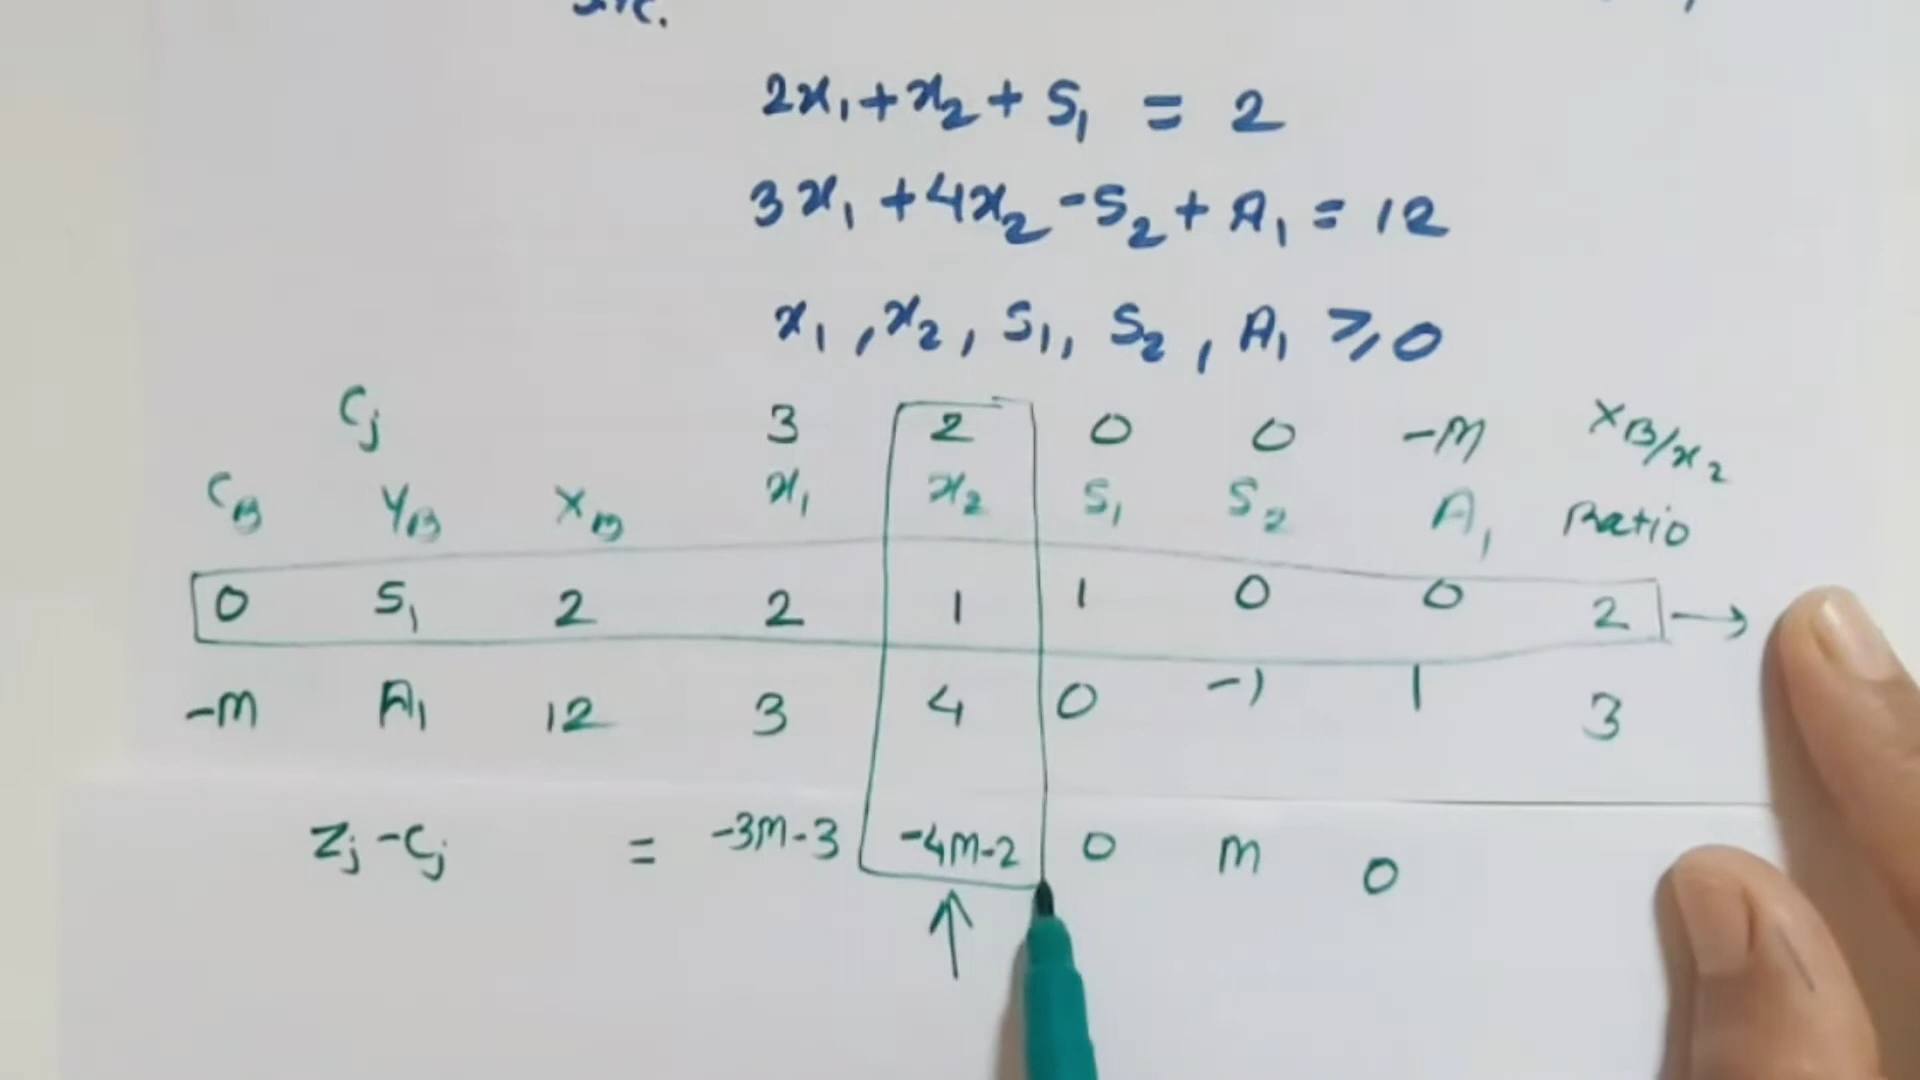 2x₁ + x₂ + S₁ = 2
3x₁ + 4x₂ - S₂ + A₁ = 12
x₁, x₂, S₁, S₂, A₁ ≥ 0
Cj 3 2 0 0 -M XB/x₂
CB YB XB x₁ x₂ S₁ S₂ A₁ Ratio
0 S₁ 2 2 1 1 0 0 2 →
-M A₁ 12 3 4 0 -1 1 3
Zj - Cj = -3M-3 -4M-2 0 M 0
↑